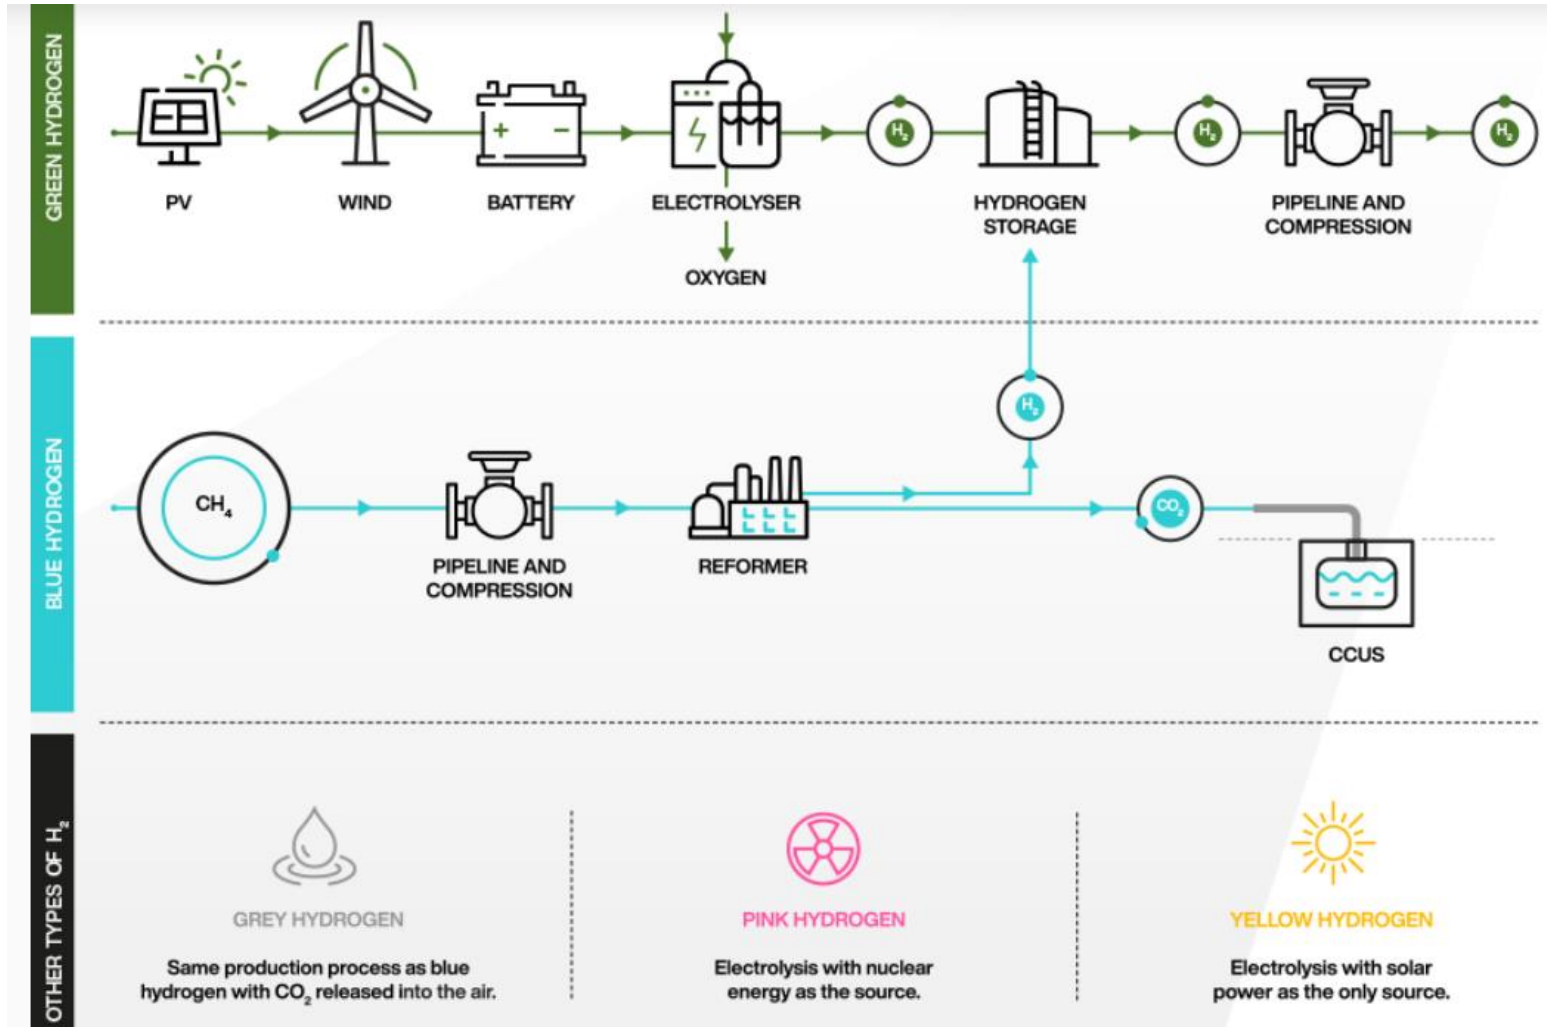 GREEN HYDROGEN
H₂
H₂
H₂
PV
WIND
BATTERY
ELECTROLYSER
HYDROGEN
STORAGE
PIPELINE AND
COMPRESSION
OXYGEN
BLUE HYDROGEN
H₂
CH₄
CO₂
PIPELINE AND
COMPRESSION
REFORMER
CCUS
OTHER TYPES OF H₂
GREY HYDROGEN
Same production process as blue
hydrogen with CO₂ released into the air.
PINK HYDROGEN
Electrolysis with nuclear
energy as the source.
YELLOW HYDROGEN
Electrolysis with solar
power as the only source.